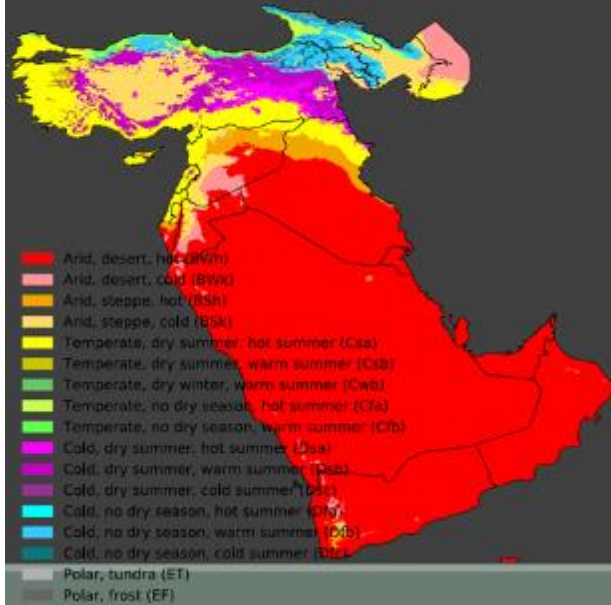 Arid, desert, hot (BWh)
Arid, desert, cold (BWk)
Arid, steppe, hot (BSh)
Arid, steppe, cold (BSk)
Temperate, dry summer, hot summer (Csa)
Temperate, dry summer, warm summer (Csb)
Temperate, dry winter, warm summer (Cwb)
Temperate, no dry season, hot summer (Cfa)
Temperate, no dry season, warm summer (Cfb)
Cold, dry summer, hot summer (Dsa)
Cold, dry summer, warm summer (Dsb)
Cold, dry summer, cold summer (Dsc)
Cold, no dry season, hot summer (Dfa)
Cold, no dry season, warm summer (Dfb)
Cold, no dry season, cold summer (Dfc)
Polar, tundra (ET)
Polar, frost (EF)